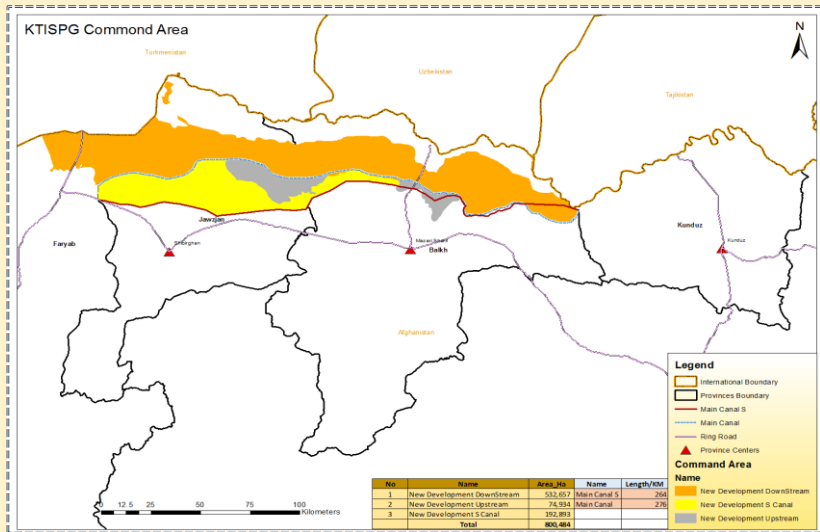 KTISPG Commond Area
N
Turkmenistan
Uzbekistan
Tajikistan
Jawzjan
Faryab
Shibirghan
Mazari Sharif
Balkh
Kunduz
Kunduz
Afghanistan
Legend
International Boundary
Provinces Boundary
Main Canal S
Main Canal
Ring Road
Province Centers
Command Area
Name
New Development DownStream
New Development S Canal
New Development Upstream
No Name Area_Ha Name Length/KM
1 New Development DownStream 532,657 Main Canal S 264
2 New Development Upstream 74,934 Main Canal 276
3 New Development S Canal 192,893
Total 800,484
0 12.5 25 50 75 100
Kilometers